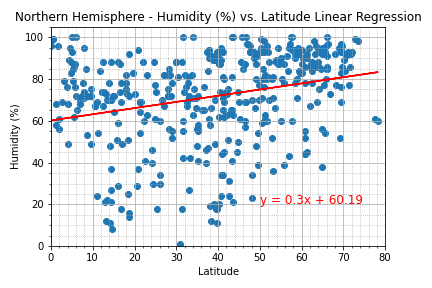 Northern Hemisphere - Humidity (%) vs. Latitude Linear Regression
100
80
60
40
20
0
Humidity (%)
y = 0.3x + 60.19
0 10 20 30 40 50 60 70 80
Latitude